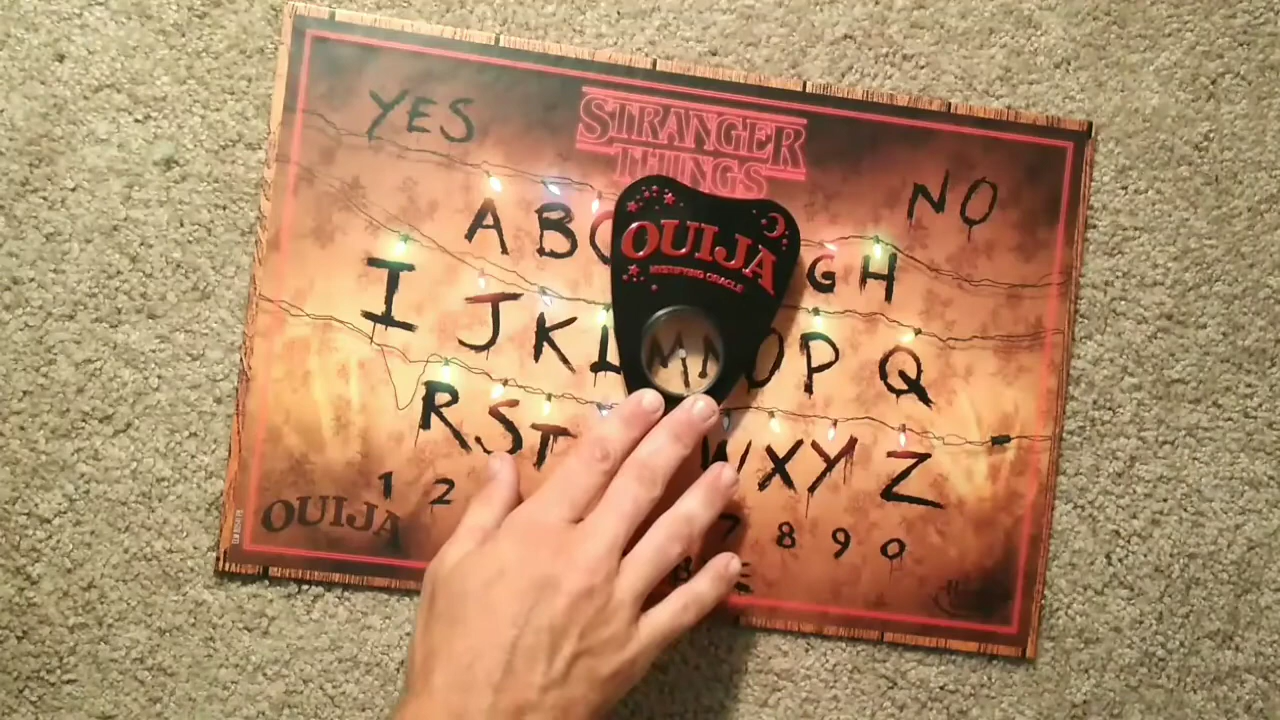 YES
STRANGER
THINGS
NO
A B C
G H
OUIJA
MYSTIFYING ORACLE
I J K L M N O P Q
R S T
W X Y Z
1 2
7 8 9 0
OUIJA